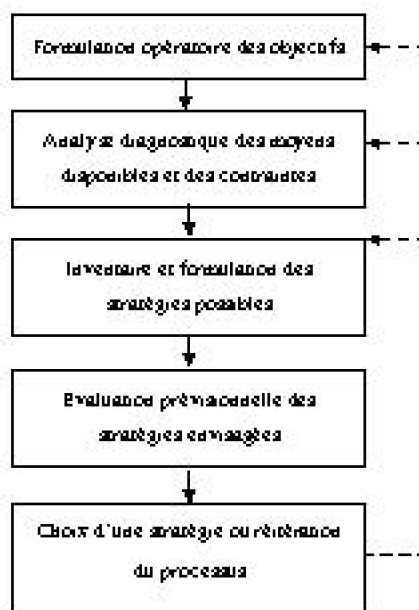 Formulation opératoire des objectifs
Analyse diagnostique des moyens
disponibles et des contraintes
Inventaire et formulation des
stratégies possibles
Evaluation prévisionnelle des
stratégies envisagées
Choix d'une stratégie ou réitération
du processus